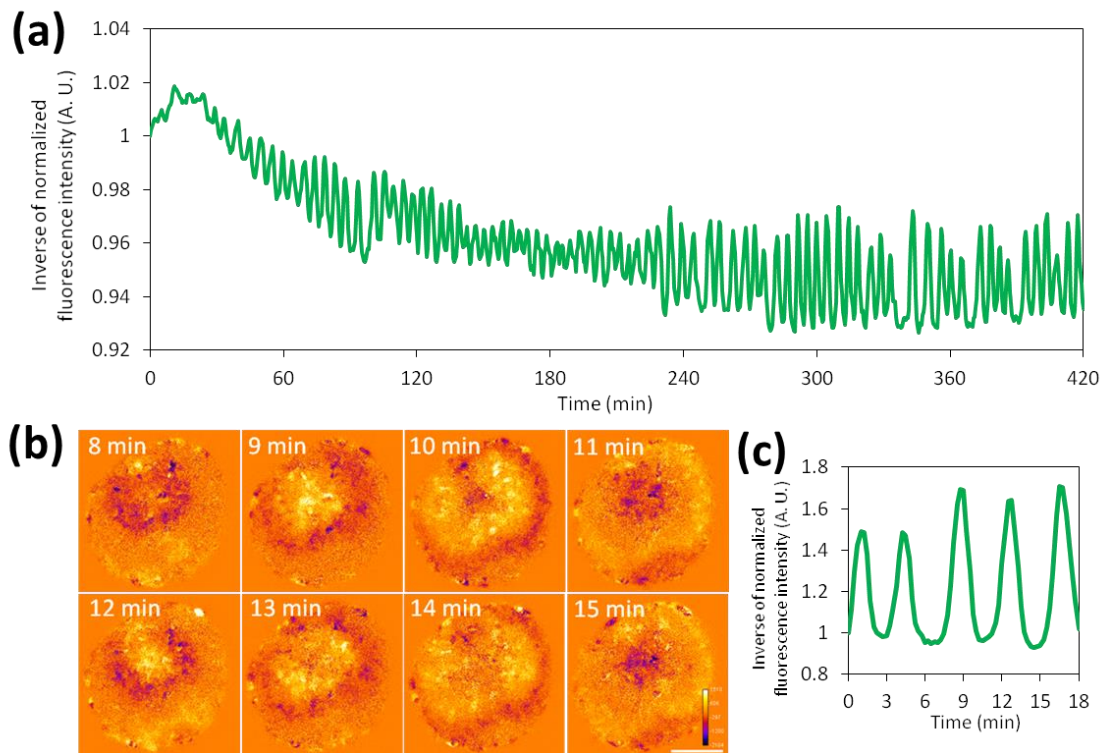 (a)
Inverse of normalized
fluorescence intensity (A. U.)
1.04
1.02
1
0.98
0.96
0.94
0.92
0 60 120 180 240 300 360 420
Time (min)
(b)
8 min 9 min 10 min 11 min
12 min 13 min 14 min 15 min
(c)
Inverse of normalized
fluorescence intensity (A. U.)
1.8
1.6
1.4
1.2
1
0.8
0 3 6 9 12 15 18
Time (min)